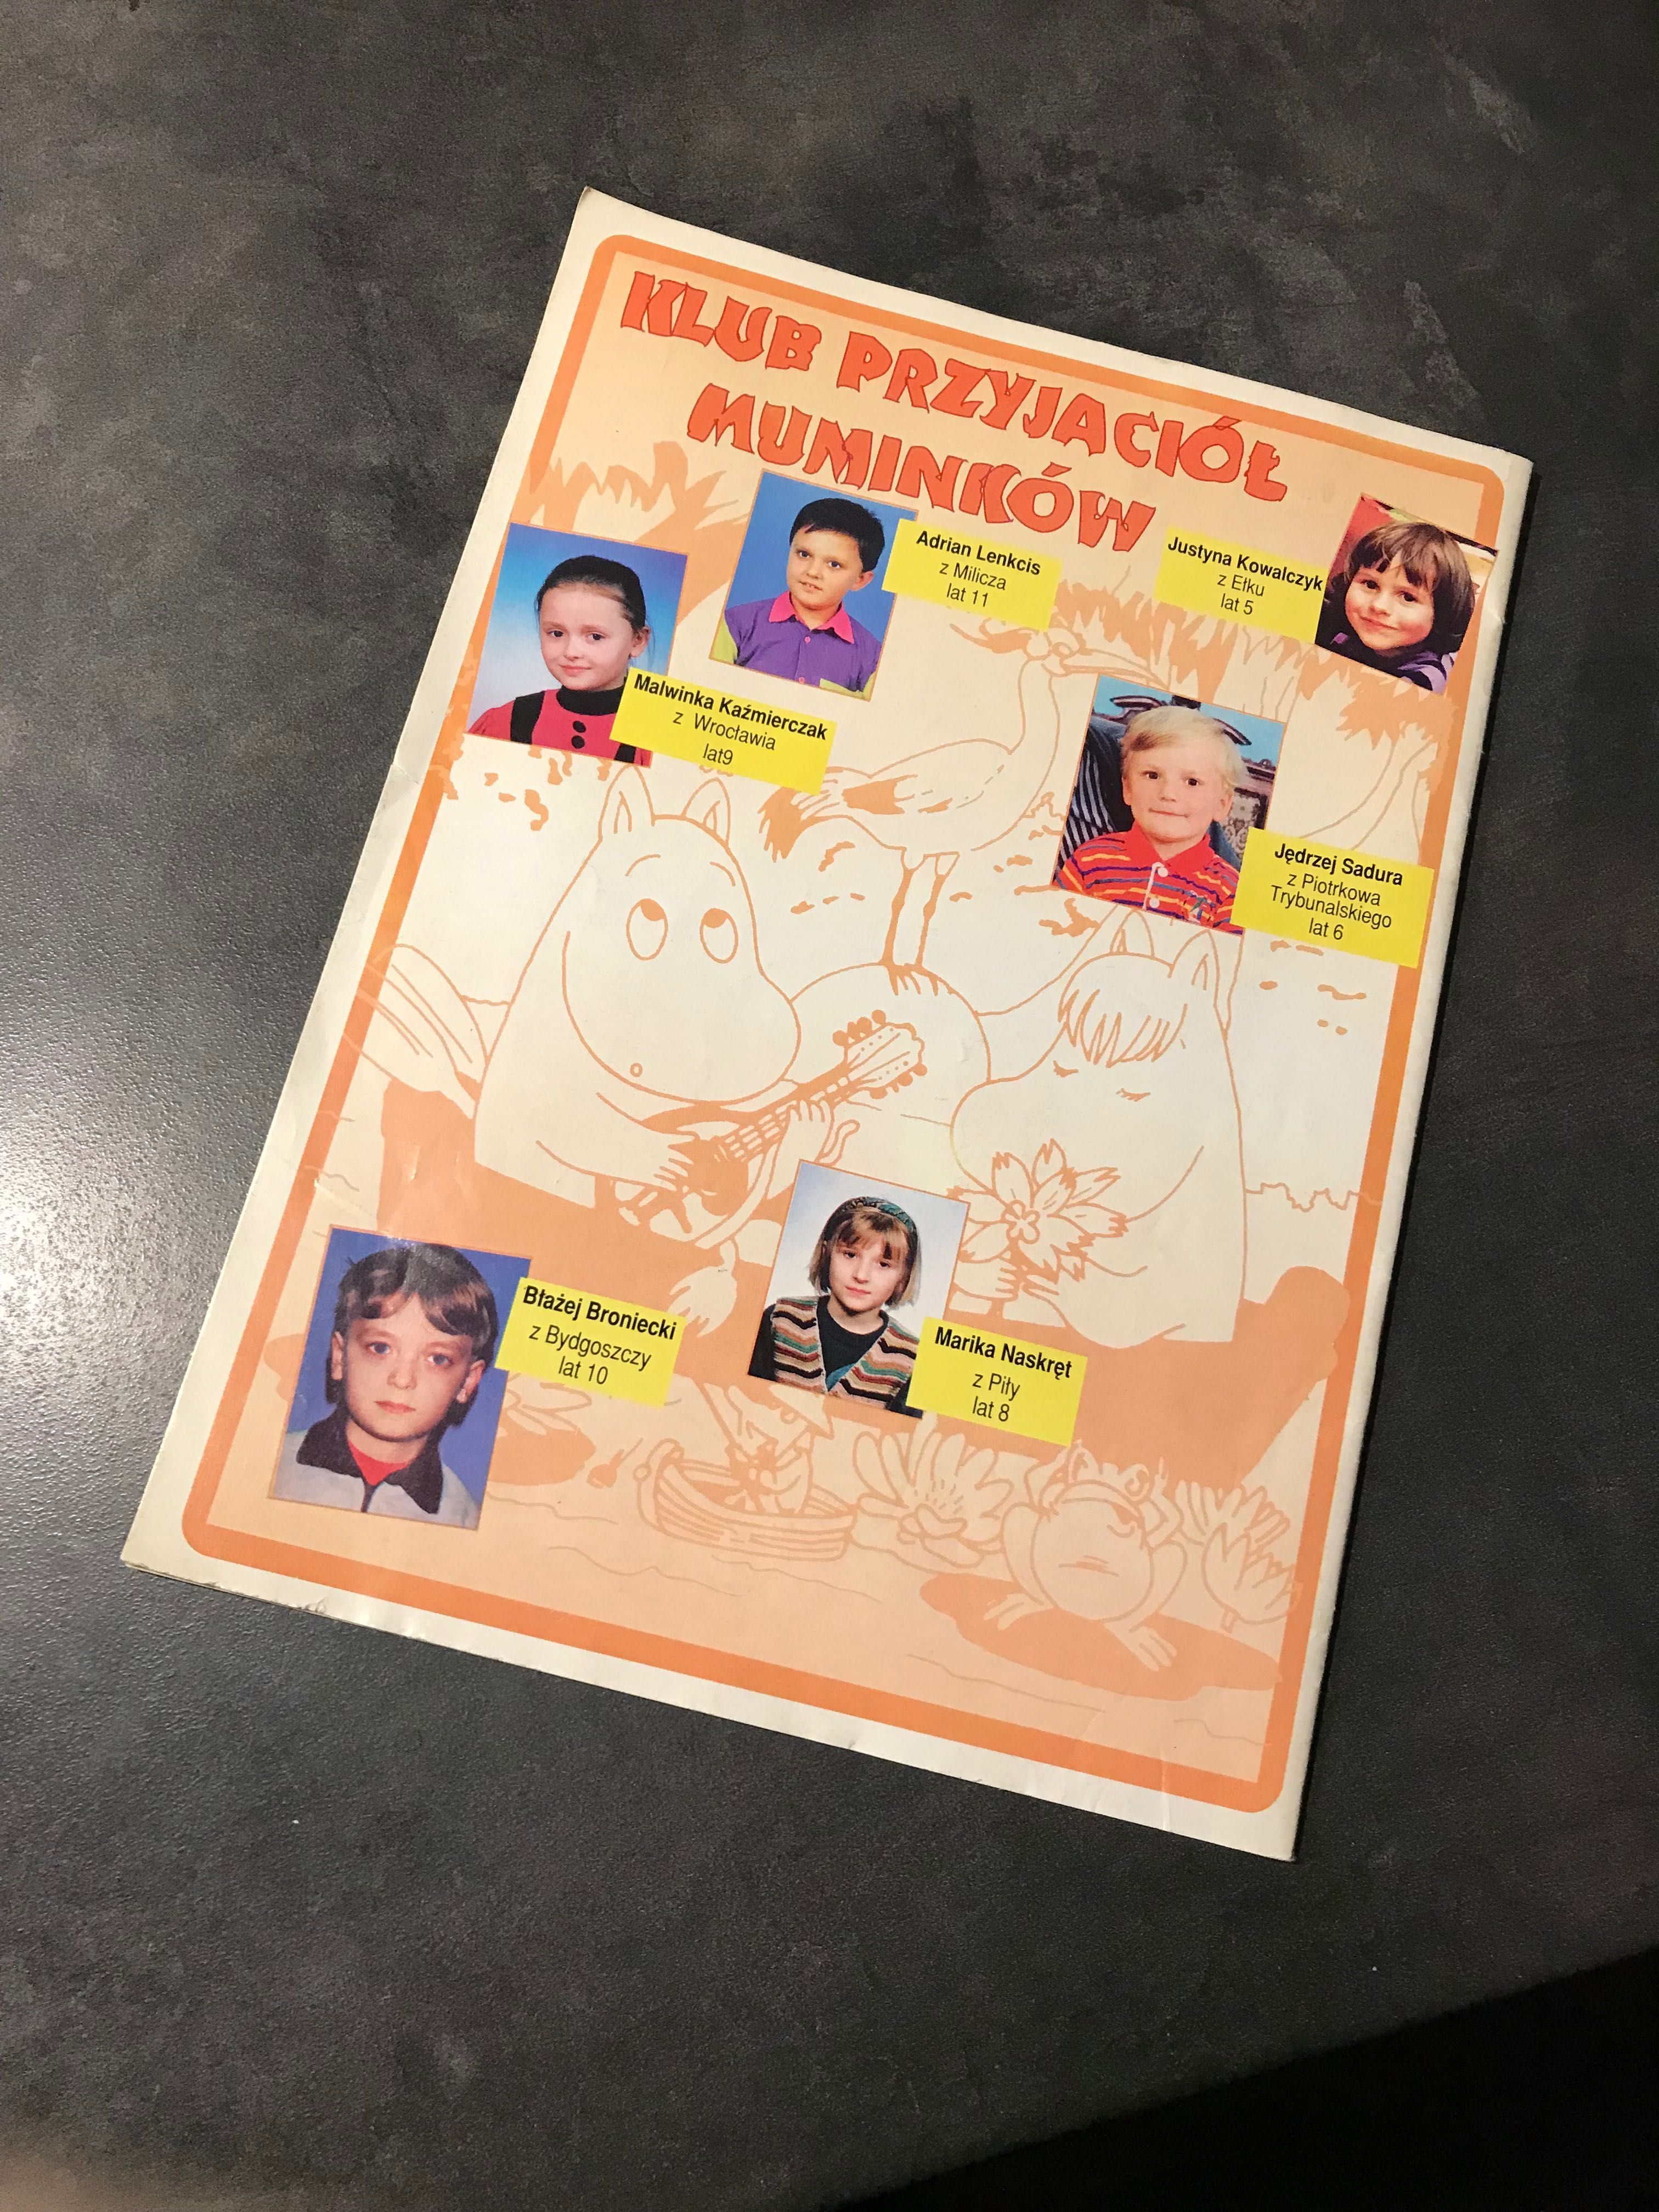 KLUB PRZYJACIÓŁ
MUMINKÓW
Adrian Lenkcis
z Milicza
lat 11
Justyna Kowalczyk
z Ełku
lat 5
Malwinka Kaźmierczak
z Wrocławia
lat9
Jędrzej Sadura
z Piotrkowa
Trybunalskiego
lat 6
Błażej Broniecki
z Bydgoszczy
lat 10
Marika Naskręt
z Piły
lat 8